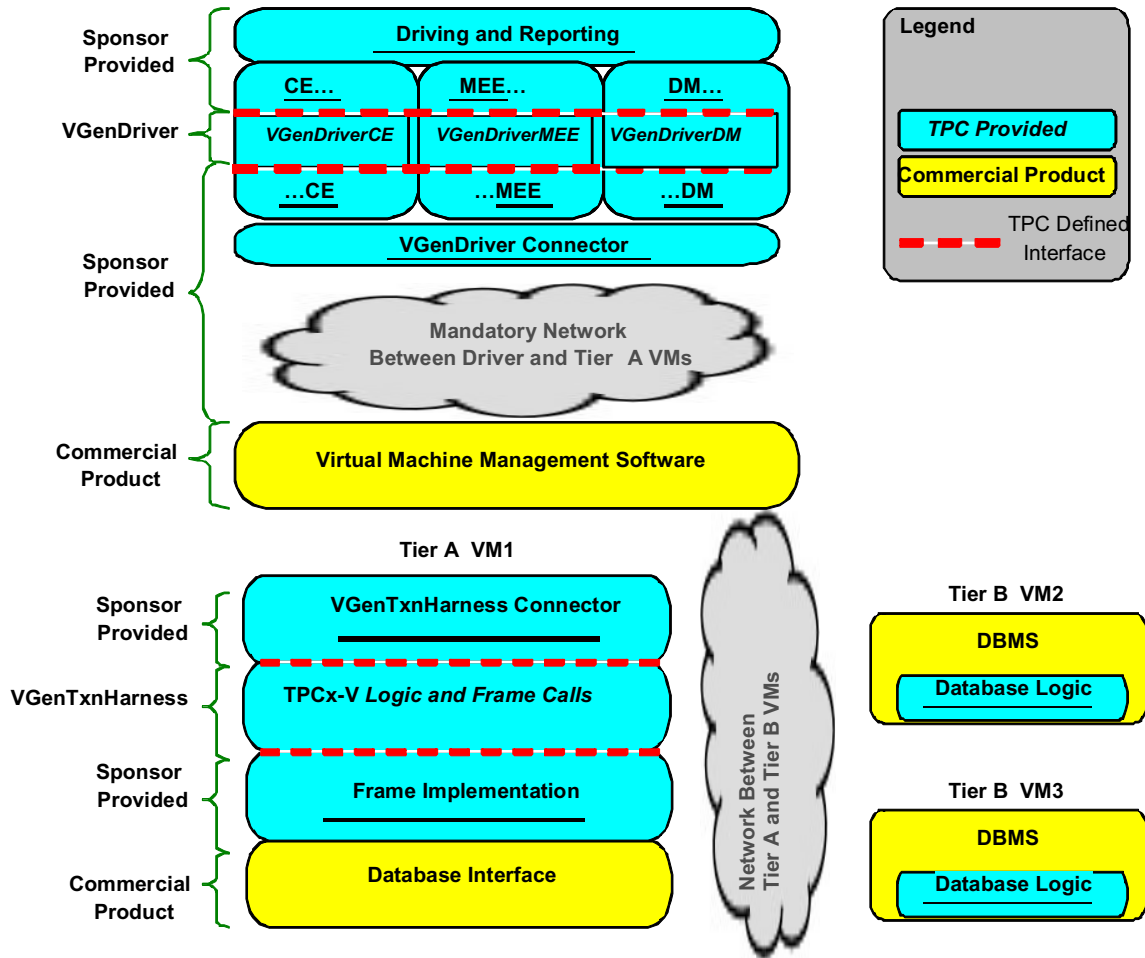 Sponsor
Provided
VGenDriver
Sponsor
Provided
Commercial
Product
Driving and Reporting
CE...
MEE...
DM...
VGenDriverCE
VGenDriverMEE
VGenDriverDM
...CE
...MEE
...DM
VGenDriver Connector
Mandatory Network
Between Driver and Tier A VMs
Virtual Machine Management Software
Legend
TPC Provided
Commercial Product
TPC Defined
Interface
Tier A VM1
Sponsor
Provided
VGenTxnHarness
Sponsor
Provided
Commercial
Product
VGenTxnHarness Connector
TPCx-V Logic and Frame Calls
Frame Implementation
Database Interface
Network Between
Tier A and Tier B VMs
Tier B VM2
DBMS
Database Logic
Tier B VM3
DBMS
Database Logic